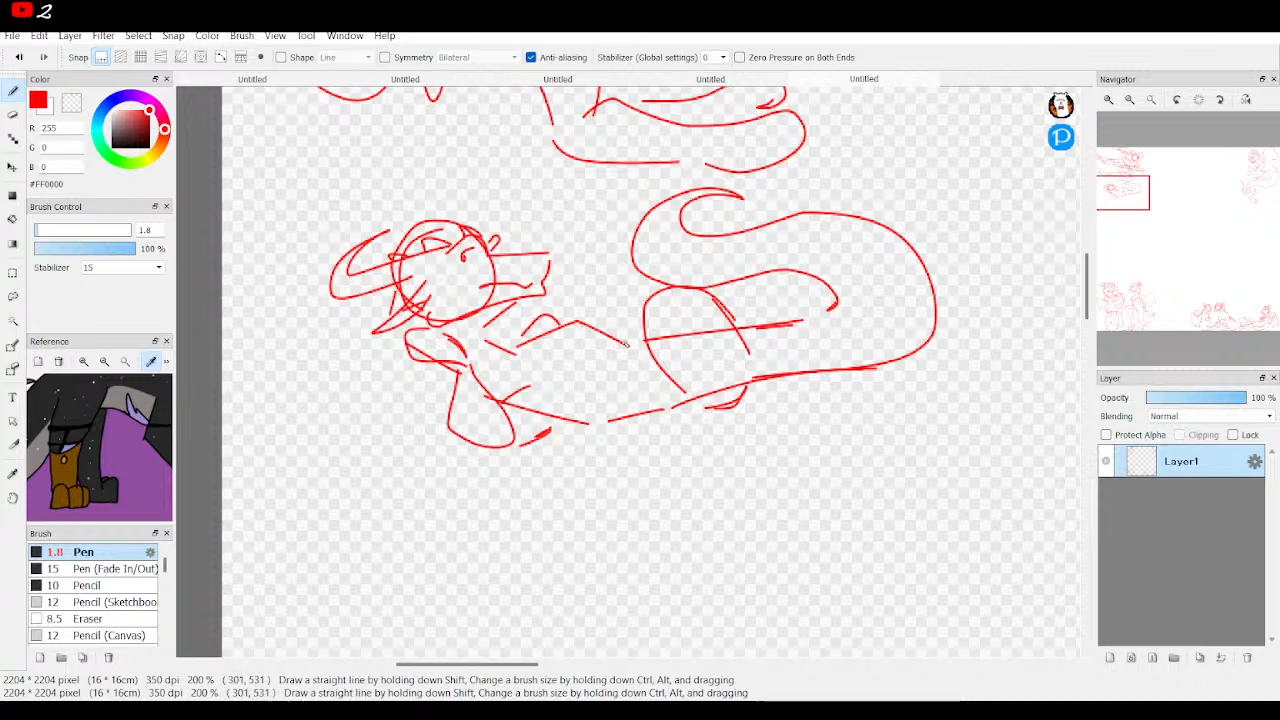 2
File Edit Layer Filter Select Snap Color Brush View Tool Window Help
Snap Shape Line Symmetry Bilateral Anti-aliasing Stabilizer (Global settings) 0 Zero Pressure on Both Ends
Color
Untitled Untitled Untitled Untitled Untitled
Navigator
R 255
G 0
B 0
#FF0000
Brush Control
1.8
100 %
Stabilizer 15
Reference
Layer
Opacity 100 %
Blending Normal
Protect Alpha Clipping Lock
Layer1
Brush
1.8 Pen
15 Pen (Fade In/Out)
10 Pencil
12 Pencil (Sketchboo
8.5 Eraser
12 Pencil (Canvas)
2204 * 2204 pixel (16 * 16cm) 350 dpi 200 % ( 301, 531) Draw a straight line by holding down Shift, Change a brush size by holding down Ctrl, Alt, and dragging
2204 * 2204 pixel (16 * 16cm) 350 dpi 200 % ( 301, 531) Draw a straight line by holding down Shift, Change a brush size by holding down Ctrl, Alt, and dragging